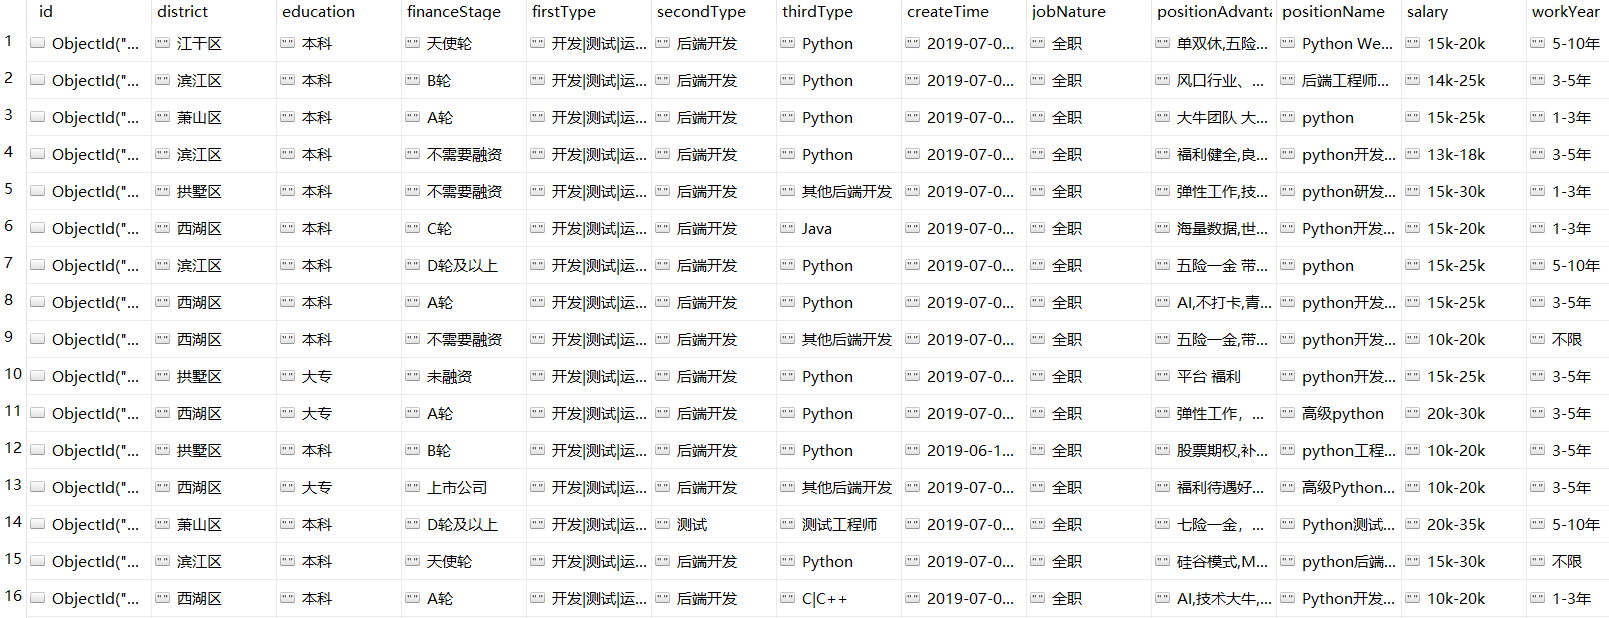 id district education financeStage firstType secondType thirdType createTime jobNature positionAdvanta positionName salary workYear
1 ObjectId("... "" 江干区 "" 本科 "" 天使轮 "" 开发|测试|运... "" 后端开发 "" Python "" 2019-07-0... "" 全职 "" 单双休,五险... "" Python We... "" 15k-20k "" 5-10年
2 ObjectId("... "" 滨江区 "" 本科 "" B轮 "" 开发|测试|运... "" 后端开发 "" Python "" 2019-07-0... "" 全职 "" 风口行业、... "" 后端工程师... "" 14k-25k "" 3-5年
3 ObjectId("... "" 萧山区 "" 本科 "" A轮 "" 开发|测试|运... "" 后端开发 "" Python "" 2019-07-0... "" 全职 "" 大牛团队 大... "" python "" 15k-25k "" 1-3年
4 ObjectId("... "" 滨江区 "" 本科 "" 不需要融资 "" 开发|测试|运... "" 后端开发 "" Python "" 2019-07-0... "" 全职 "" 福利健全,良... "" python开发... "" 13k-18k "" 3-5年
5 ObjectId("... "" 拱墅区 "" 本科 "" 不需要融资 "" 开发|测试|运... "" 后端开发 "" 其他后端开发 "" 2019-07-0... "" 全职 "" 弹性工作,技... "" python研发... "" 15k-30k "" 1-3年
6 ObjectId("... "" 西湖区 "" 本科 "" C轮 "" 开发|测试|运... "" 后端开发 "" Java "" 2019-07-0... "" 全职 "" 海量数据,世... "" Python开发... "" 15k-20k "" 1-3年
7 ObjectId("... "" 滨江区 "" 本科 "" D轮及以上 "" 开发|测试|运... "" 后端开发 "" Python "" 2019-07-0... "" 全职 "" 五险一金 带... "" python "" 15k-25k "" 5-10年
8 ObjectId("... "" 西湖区 "" 本科 "" A轮 "" 开发|测试|运... "" 后端开发 "" Python "" 2019-07-0... "" 全职 "" AI,不打卡,青... "" python开发... "" 15k-25k "" 3-5年
9 ObjectId("... "" 西湖区 "" 本科 "" 不需要融资 "" 开发|测试|运... "" 后端开发 "" 其他后端开发 "" 2019-07-0... "" 全职 "" 五险一金,带... "" python开发... "" 10k-20k "" 不限
10 ObjectId("... "" 拱墅区 "" 大专 "" 未融资 "" 开发|测试|运... "" 后端开发 "" Python "" 2019-07-0... "" 全职 "" 平台 福利 "" python开发... "" 15k-25k "" 3-5年
11 ObjectId("... "" 西湖区 "" 大专 "" A轮 "" 开发|测试|运... "" 后端开发 "" Python "" 2019-07-0... "" 全职 "" 弹性工作，... "" 高级python "" 20k-30k "" 3-5年
12 ObjectId("... "" 拱墅区 "" 本科 "" B轮 "" 开发|测试|运... "" 后端开发 "" Python "" 2019-06-1... "" 全职 "" 股票期权,补... "" python工程... "" 10k-20k "" 3-5年
13 ObjectId("... "" 西湖区 "" 大专 "" 上市公司 "" 开发|测试|运... "" 后端开发 "" 其他后端开发 "" 2019-07-0... "" 全职 "" 福利待遇好... "" 高级Python... "" 10k-20k "" 3-5年
14 ObjectId("... "" 萧山区 "" 本科 "" D轮及以上 "" 开发|测试|运... "" 测试 "" 测试工程师 "" 2019-07-0... "" 全职 "" 七险一金，... "" Python测试... "" 20k-35k "" 5-10年
15 ObjectId("... "" 滨江区 "" 本科 "" 天使轮 "" 开发|测试|运... "" 后端开发 "" Python "" 2019-07-0... "" 全职 "" 硅谷模式,M... "" python后端... "" 15k-30k "" 不限
16 ObjectId("... "" 西湖区 "" 本科 "" A轮 "" 开发|测试|运... "" 后端开发 "" C|C++ "" 2019-07-0... "" 全职 "" AI,技术大牛,... "" Python开发... "" 10k-20k "" 1-3年